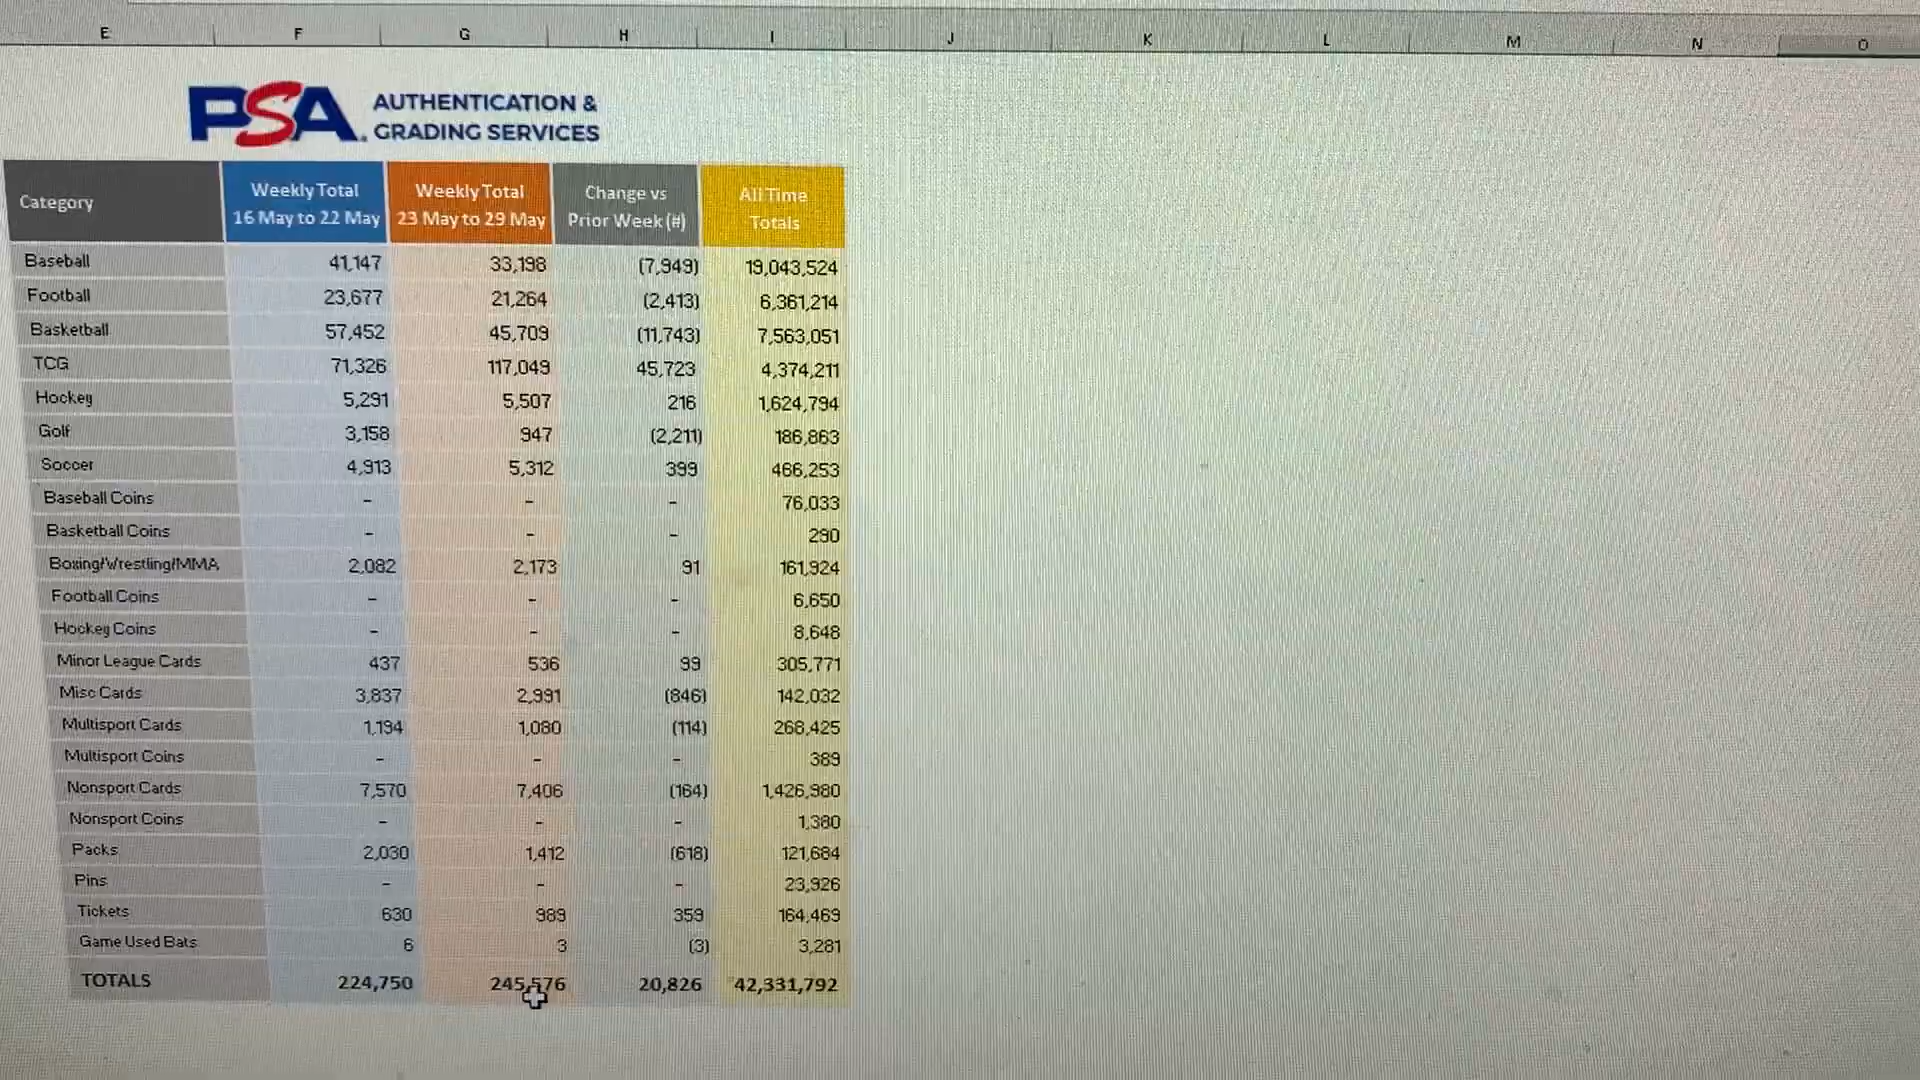 E F G H I J K L M N O
PSA AUTHENTICATION &
GRADING SERVICES
Category Weekly Total 16 May to 22 May Weekly Total 23 May to 29 May Change vs Prior Week (#) All Time Totals
Baseball 41,147 33,198 (7,949) 19,043,524
Football 23,677 21,264 (2,413) 6,361,214
Basketball 57,452 45,709 (11,743) 7,563,051
TCG 71,326 117,049 45,723 4,374,211
Hockey 5,291 5,507 216 1,624,794
Golf 3,158 947 (2,211) 186,863
Soccer 4,913 5,312 399 466,253
Baseball Coins - - - 76,033
Basketball Coins - - - 290
Boxing/Wrestling/MMA 2,082 2,173 91 161,924
Football Coins - - - 6,650
Hockey Coins - - - 8,648
Minor League Cards 437 536 99 305,771
Misc Cards 3,837 2,991 (846) 142,032
Multisport Cards 1,194 1,080 (114) 268,425
Multisport Coins - - - 389
Nonsport Cards 7,570 7,406 (164) 1,426,980
Nonsport Coins - - - 1,380
Packs 2,030 1,412 (618) 121,684
Pins - - - 23,926
Tickets 630 989 359 164,469
Game Used Bats 6 3 (3) 3,281
TOTALS 224,750 245,576 20,826 42,331,792